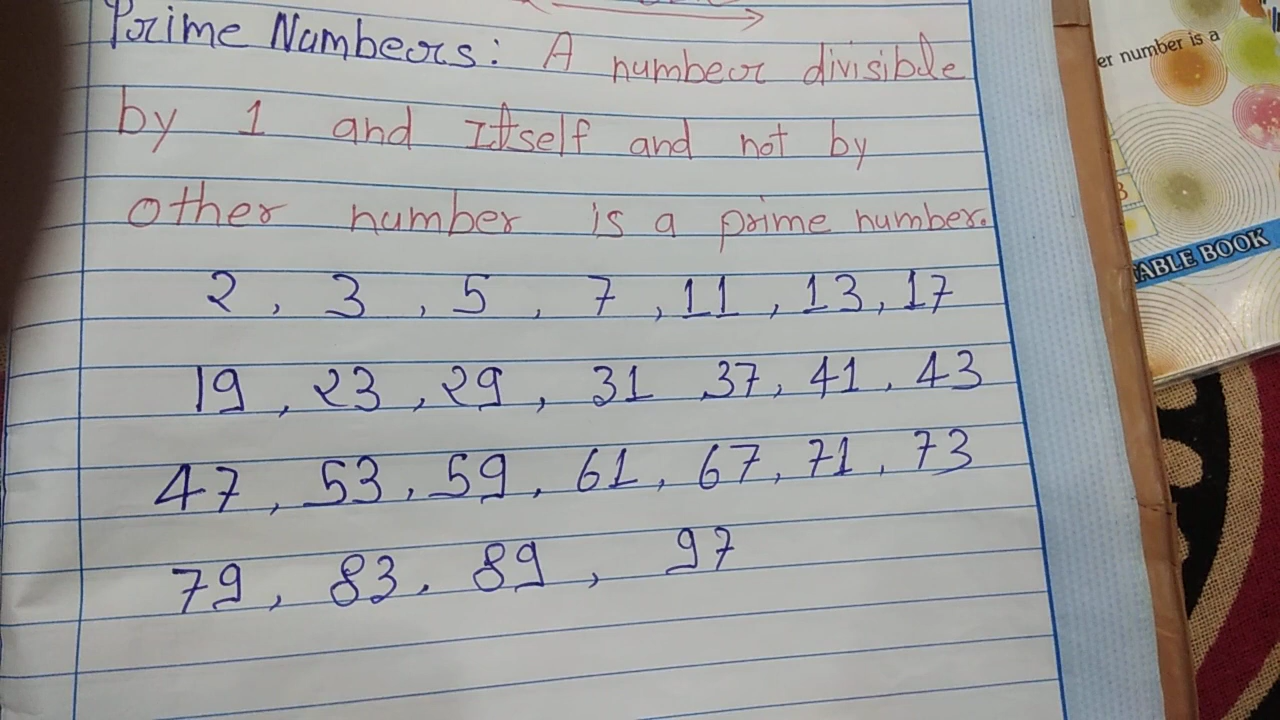 Prime Numbers: A number divisible
by 1 and Itself and not by
other number is a prime number.
2, 3, 5, 7, 11, 13, 17
19, 23, 29, 31 37, 41, 43
47, 53, 59, 61, 67, 71, 73
79, 83, 89, 97
er number is a
TABLE BOOK